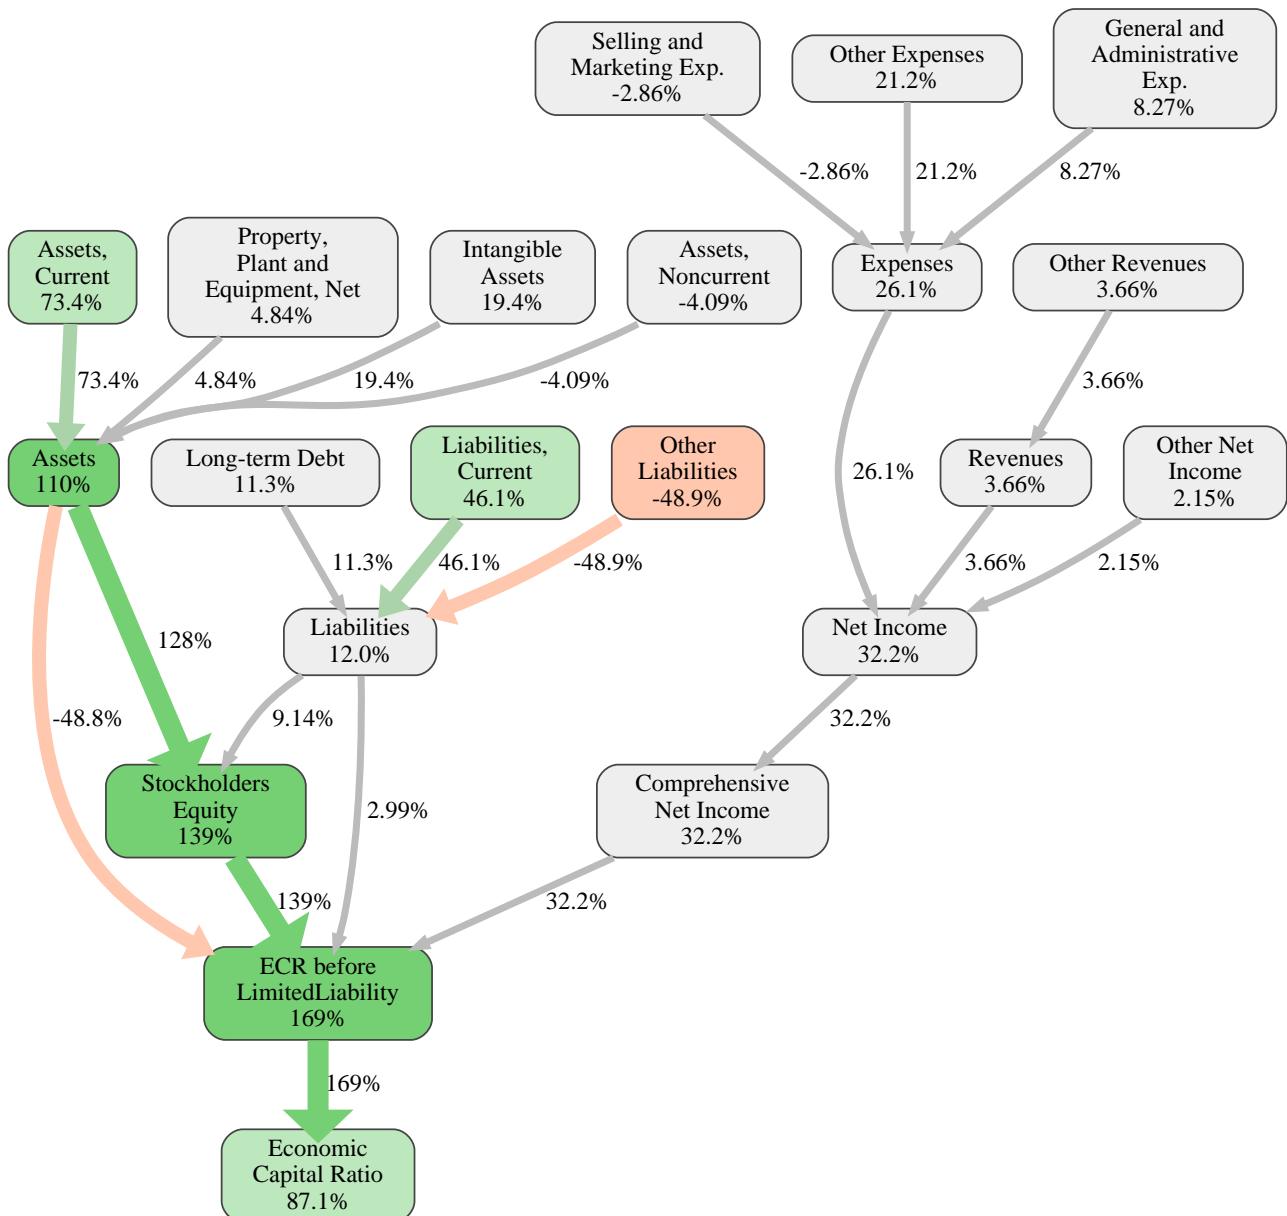 Selling and
Marketing Exp.
-2.86%
Other Expenses
21.2%
General and
Administrative
Exp.
8.27%
-2.86%
21.2%
8.27%
Assets,
Current
73.4%
Property,
Plant and
Equipment, Net
4.84%
Intangible
Assets
19.4%
Assets,
Noncurrent
-4.09%
Expenses
26.1%
Other Revenues
3.66%
73.4%
4.84%
19.4%
-4.09%
3.66%
Assets
110%
Long-term Debt
11.3%
Liabilities,
Current
46.1%
Other
Liabilities
-48.9%
26.1%
Revenues
3.66%
Other Net
Income
2.15%
11.3%
46.1%
-48.9%
3.66%
2.15%
128%
Liabilities
12.0%
Net Income
32.2%
-48.8%
9.14%
32.2%
Stockholders
Equity
139%
2.99%
Comprehensive
Net Income
32.2%
139%
32.2%
ECR before
LimitedLiability
169%
169%
Economic
Capital Ratio
87.1%